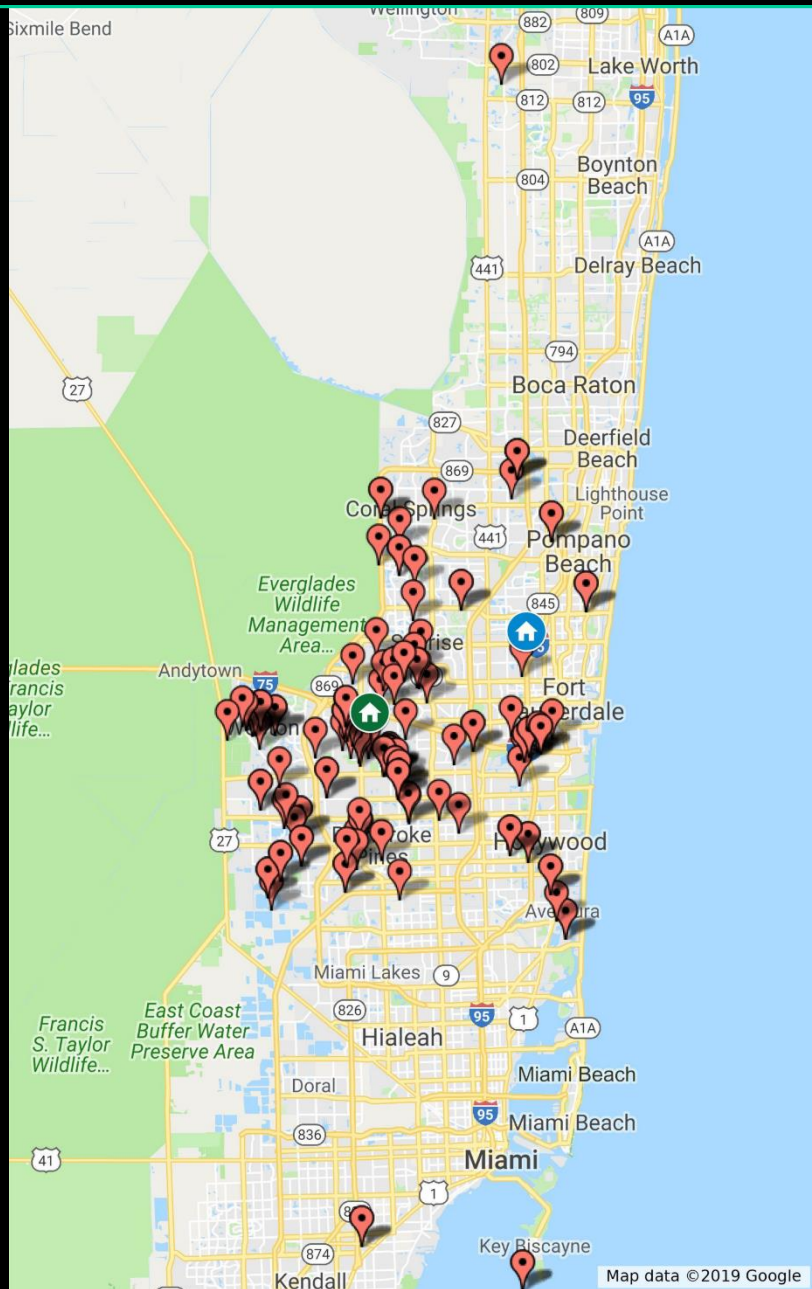 Wellington
882
809
A1A
Sixmile Bend
802
Lake Worth
812
812
95
Boynton
Beach
804
A1A
441
Delray Beach
794
27
Boca Raton
827
Deerfield
Beach
869
Lighthouse
Point
Coral Springs
441
Pompano
Beach
Everglades
Wildlife
Management
Area...
845
Andytown
75
869
Fort
27
Hollywood
Miami Lakes
9
826
East Coast
Buffer Water
Preserve Area
Francis
S. Taylor
Wildlife...
95
1
A1A
Hialeah
Doral
Miami Beach
95
Miami Beach
836
41
Miami
1
874
Key Biscayne
Kendall
Map data ©2019 Google